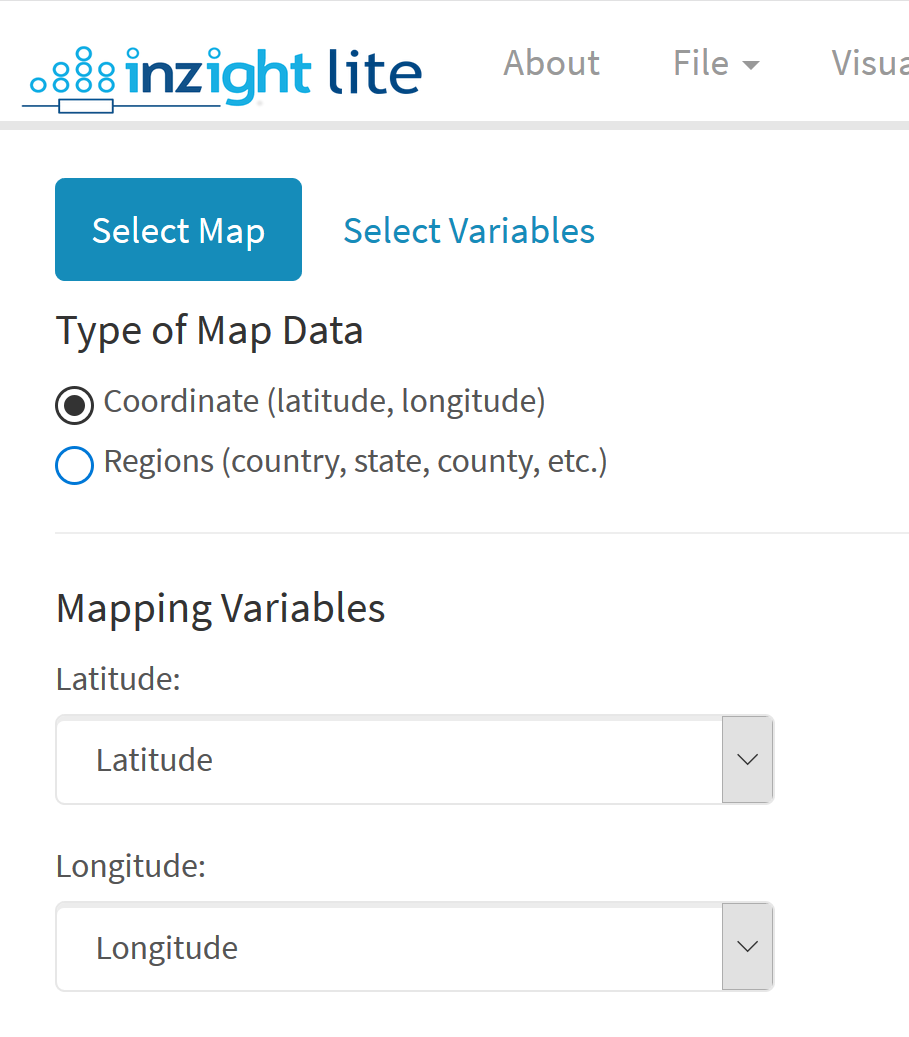 inzight lite About File Visua
Select Map Select Variables
Type of Map Data
Coordinate (latitude, longitude)
Regions (country, state, county, etc.)
Mapping Variables
Latitude:
Latitude
Longitude:
Longitude